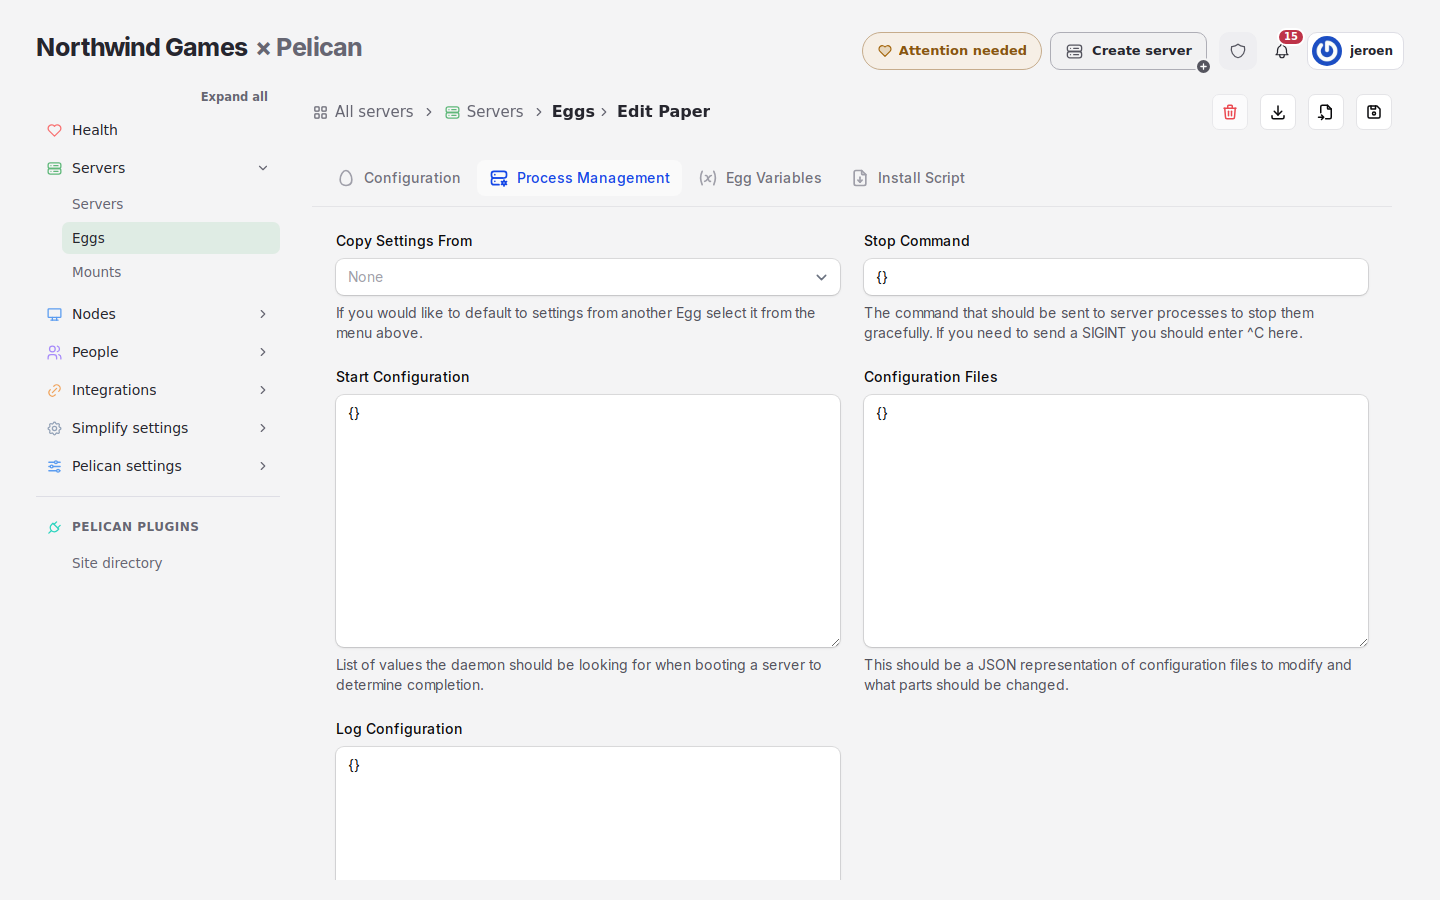 Northwind Games × Pelican
Attention needed
Create server
15
jeroen
Expand all
Health
Servers
Servers
Eggs
Mounts
Nodes
People
Integrations
Simplify settings
Pelican settings
PELICAN PLUGINS
Site directory
All servers > Servers > Eggs > Edit Paper
Configuration
Process Management
Egg Variables
Install Script
Copy Settings From
None
If you would like to default to settings from another Egg select it from the
menu above.
Stop Command
{}
The command that should be sent to server processes to stop them
gracefully. If you need to send a SIGINT you should enter ^C here.
Start Configuration
{}
List of values the daemon should be looking for when booting a server to
determine completion.
Configuration Files
{}
This should be a JSON representation of configuration files to modify and
what parts should be changed.
Log Configuration
{}